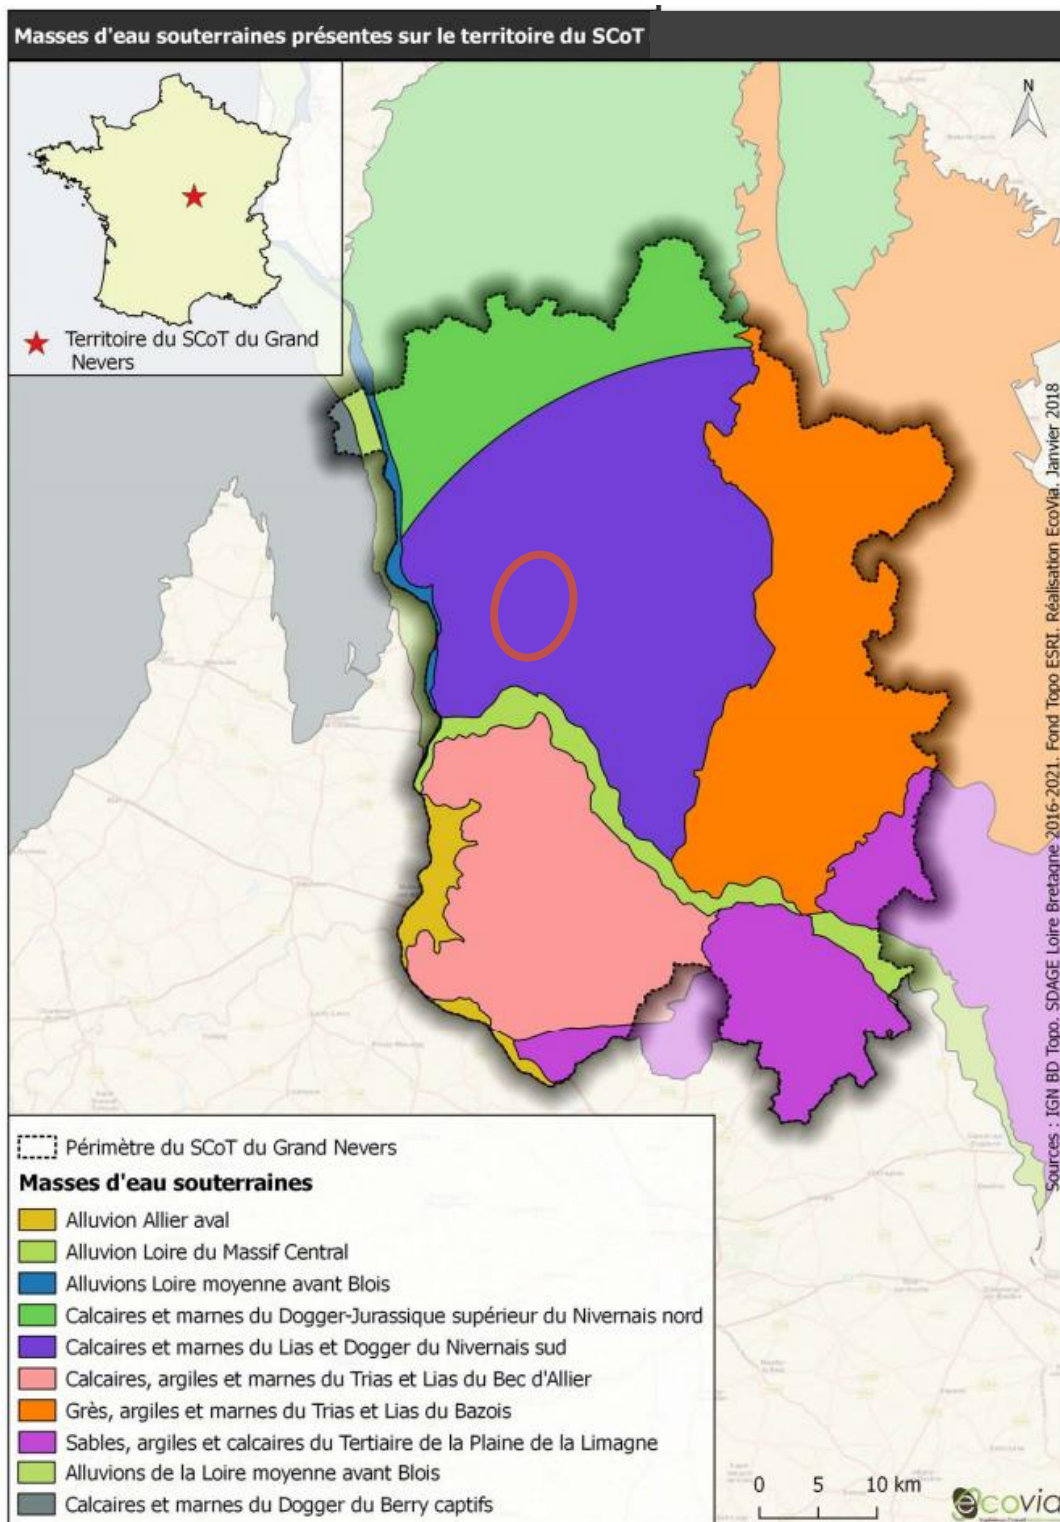 Masses d'eau souterraines présentes sur le territoire du SCoT
N
Territoire du SCoT du Grand
Nevers
Sources : IGN BD Topo. SDAGE Loire Bretagne 2016-2021. Fond Topo ESRI. Réalisation EcoVia. Janvier 2018
Périmètre du SCoT du Grand Nevers
Masses d'eau souterraines
Alluvion Allier aval
Alluvion Loire du Massif Central
Alluvions Loire moyenne avant Blois
Calcaires et marnes du Dogger-Jurassique supérieur du Nivernais nord
Calcaires et marnes du Lias et Dogger du Nivernais sud
Calcaires, argiles et marnes du Trias et Lias du Bec d'Allier
Grès, argiles et marnes du Trias et Lias du Bazois
Sables, argiles et calcaires du Tertiaire de la Plaine de la Limagne
Alluvions de la Loire moyenne avant Blois
Calcaires et marnes du Dogger du Berry captifs
0 5 10 km
écovia